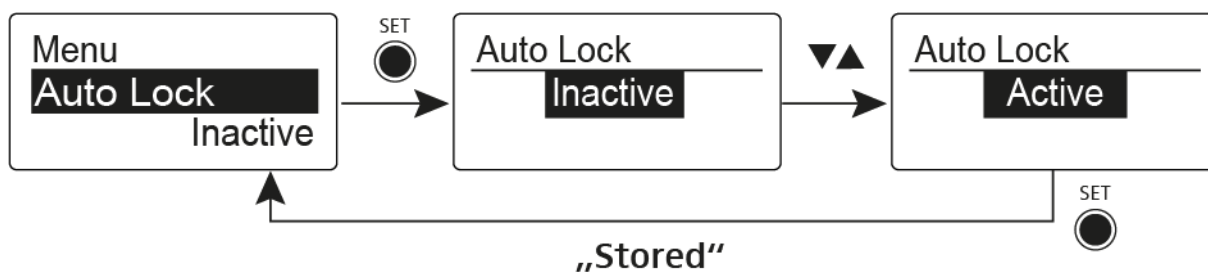 Menu
Auto Lock
Inactive
SET
Auto Lock
Inactive
▼▲
Auto Lock
Active
SET
„Stored“